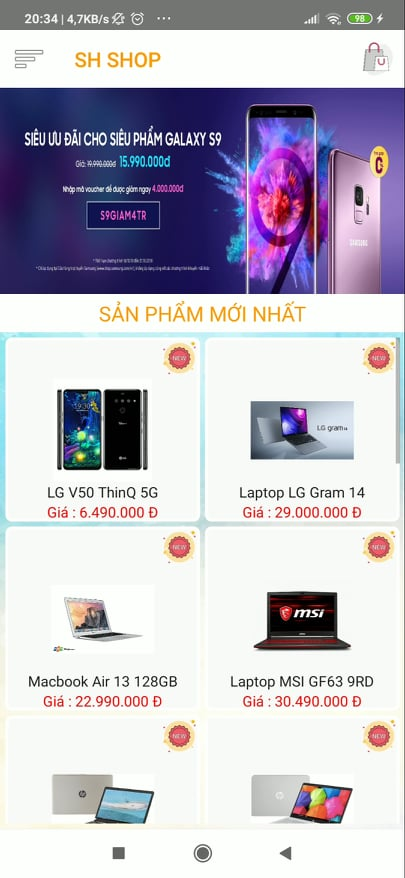 20:34 | 4,7KB/s ... 98
SH SHOP
SIÊU ƯU ĐÃI CHO SIÊU PHẨM GALAXY S9
Giá: 19.990.000đ 15.990.000đ
Nhập mã voucher để được giảm ngay 4.000.000đ
S9GIAM4TR
SAMSUNG
SẢN PHẨM MỚI NHẤT
NEW
NEW
LG gram 14
LG V50 ThinQ 5G
Laptop LG Gram 14
Giá : 6.490.000 Đ
Giá : 29.000.000 Đ
NEW
NEW
msi
Macbook Air 13 128GB
Laptop MSI GF63 9RD
Giá : 22.990.000 Đ
Giá : 30.490.000 Đ
NEW
NEW
hp
hp